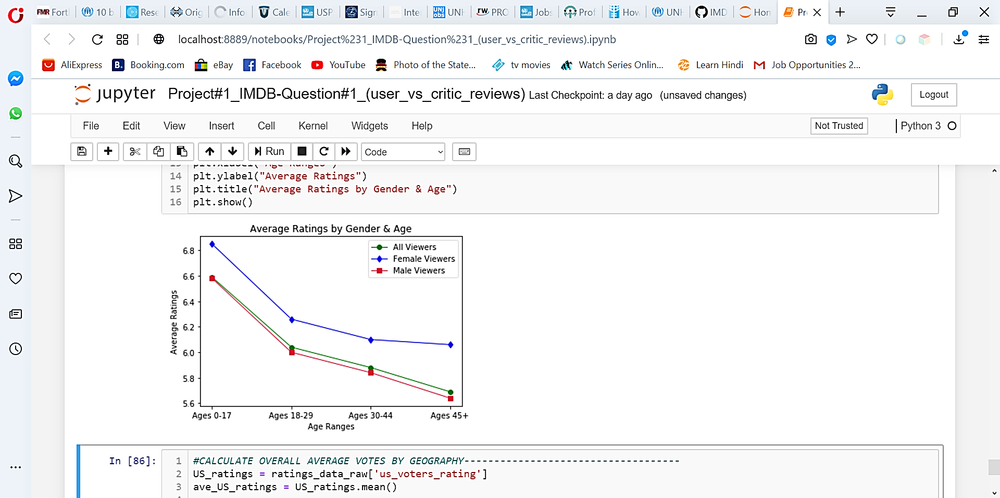 Fort 10 b Rese Orig Info Cale USP Sign Inte UNH PRO Jobs Prof How UNH IMD Hon Pr
localhost:8889/notebooks/Project%231_IMDB-Question%231_(user_vs_critic_reviews).ipynb
AliExpress Booking.com eBay Facebook YouTube Photo of the State... tv movies Watch Series Onlin... Learn Hindi Job Opportunities 2...
jupyter Project#1_IMDB-Question#1_(user_vs_critic_reviews) Last Checkpoint: a day ago (unsaved changes) Logout
File Edit View Insert Cell Kernel Widgets Help Not Trusted Python 3
Run Code
14 plt.ylabel("Average Ratings")
15 plt.title("Average Ratings by Gender & Age")
16 plt.show()
Average Ratings by Gender & Age
All Viewers
Female Viewers
Male Viewers
6.8
6.6
6.4
6.2
6.0
5.8
5.6
Average Ratings
Ages 0-17 Ages 18-29 Ages 30-44 Ages 45+
Age Ranges
In [86]: 1 #CALCULATE OVERALL AVERAGE VOTES BY GEOGRAPHY------------------------------------
2 US_ratings = ratings_data_raw['us_voters_rating']
3 ave_US_ratings = US_ratings.mean()